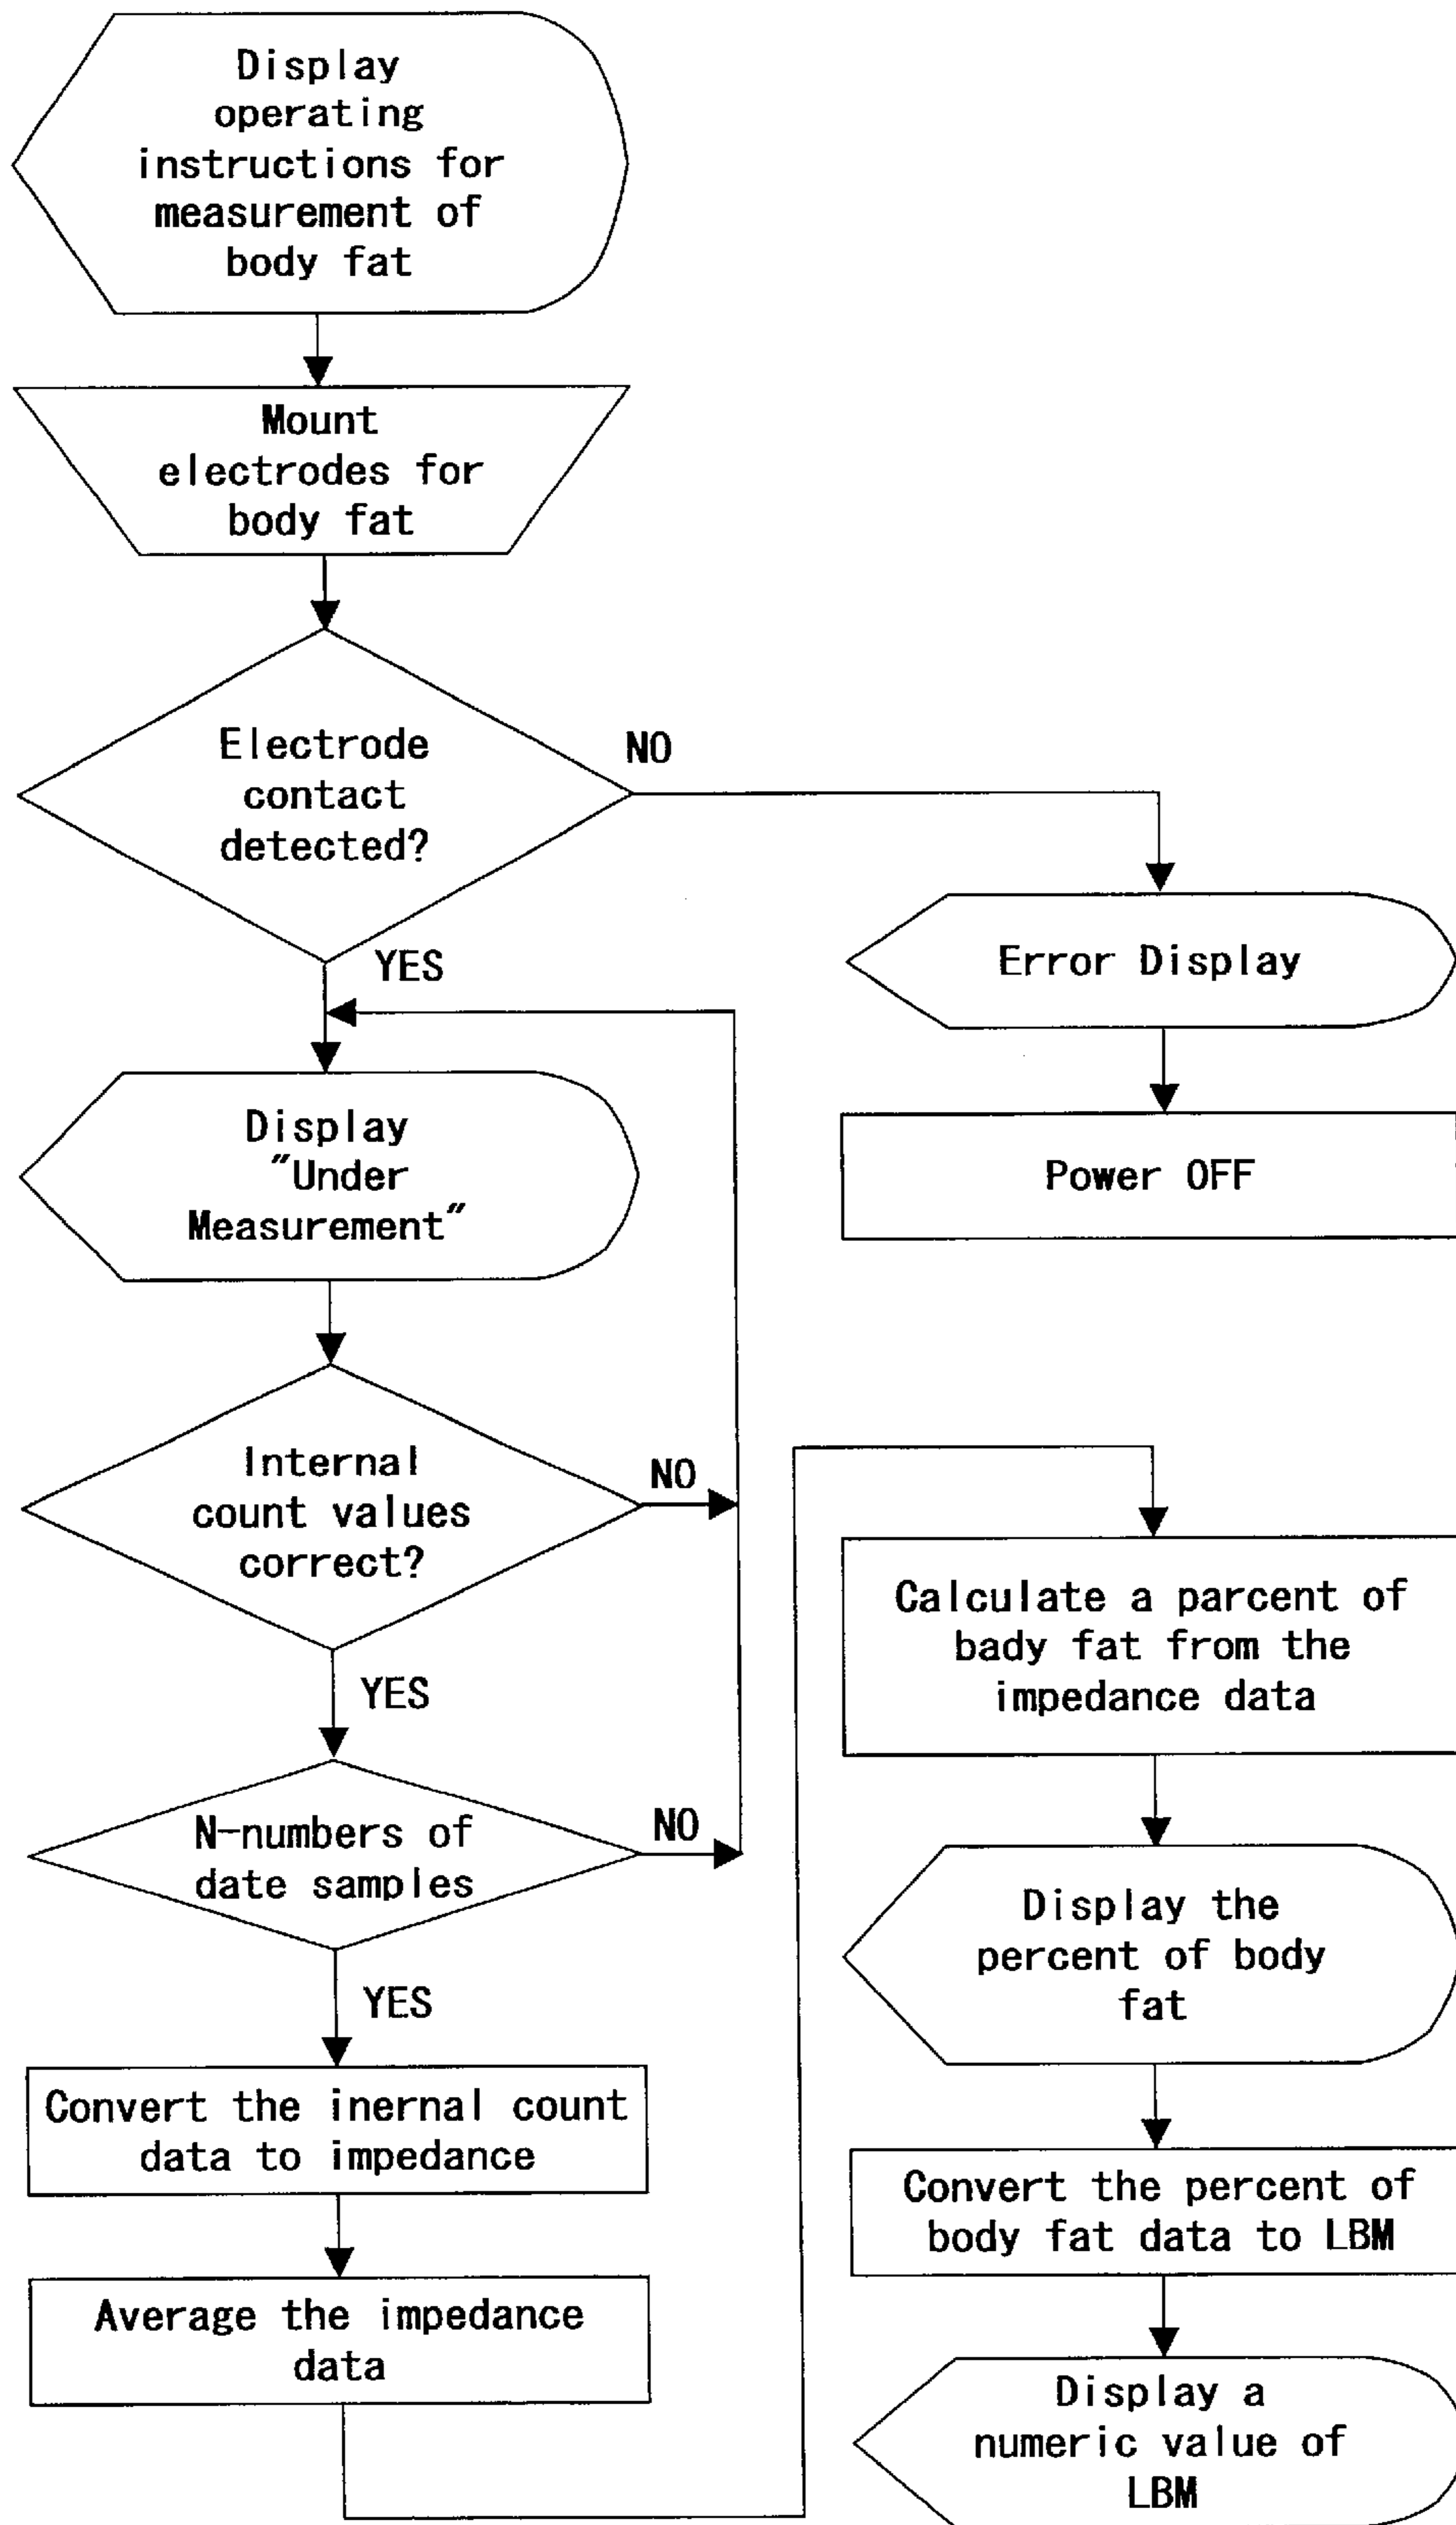 Display
operating
instructions for
measurement of
body fat
Mount
electrodes for
body fat
Electrode
contact
detected?
NO
YES
Error Display
Power OFF
Display
"Under
Measurement"
Internal
count values
correct?
NO
YES
N-numbers of
date samples
NO
YES
Convert the inernal count
data to impedance
Average the impedance
data
Calculate a parcent of
bady fat from the
impedance data
Display the
percent of body
fat
Convert the percent of
body fat data to LBM
Display a
numeric value of
LBM